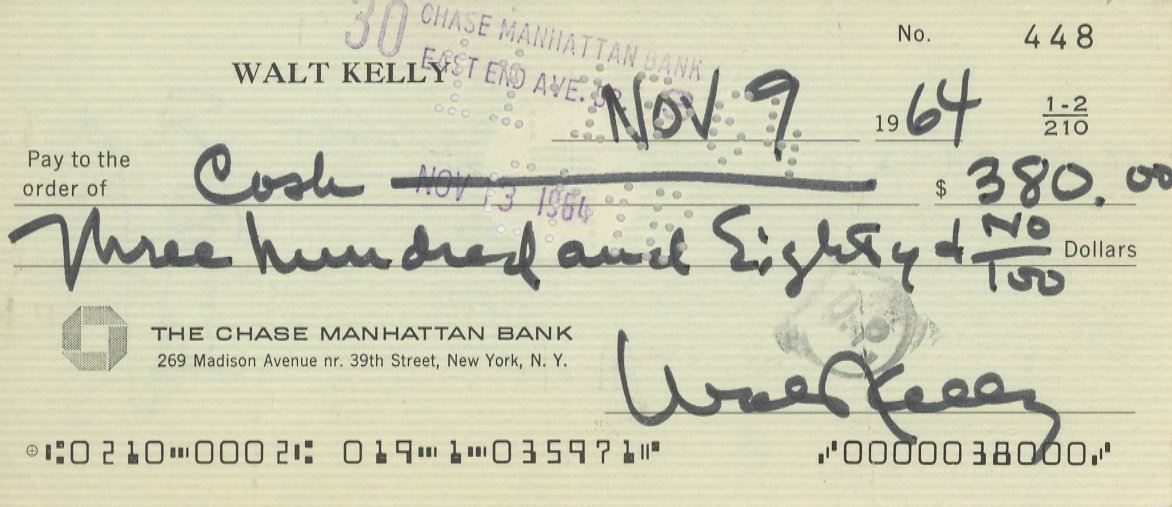 30 CHASE MANHATTAN BANK
EAST END AVE.
No. 448
WALT KELLY
NOV 9 1964
1-2
210
Pay to the
order of Cash $ 380.00
NOV 13 1964
Three hundred and Eighty & No/100 Dollars
THE CHASE MANHATTAN BANK
269 Madison Avenue nr. 39th Street, New York, N. Y.
Walt Kelly
⑆0210⑉0002⑆ 019⑉1⑉035971⑈ ⑇0000038000⑇